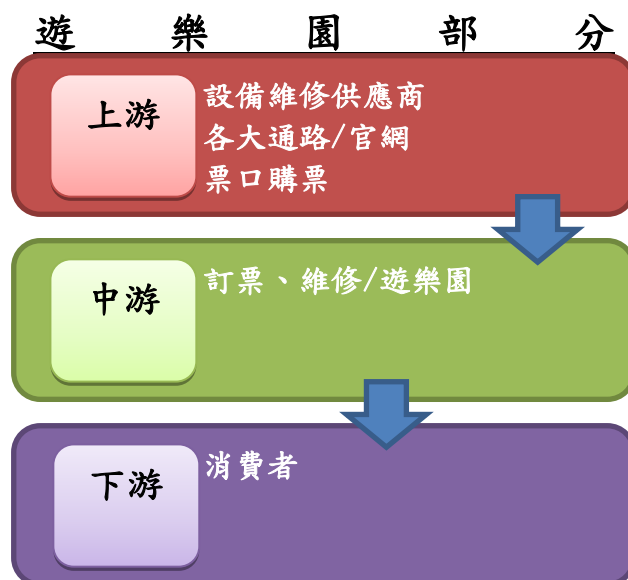 遊樂園部分
上游
設備維修供應商
各大通路/官網
票口購票
中游
訂票、維修/遊樂園
下游
消費者